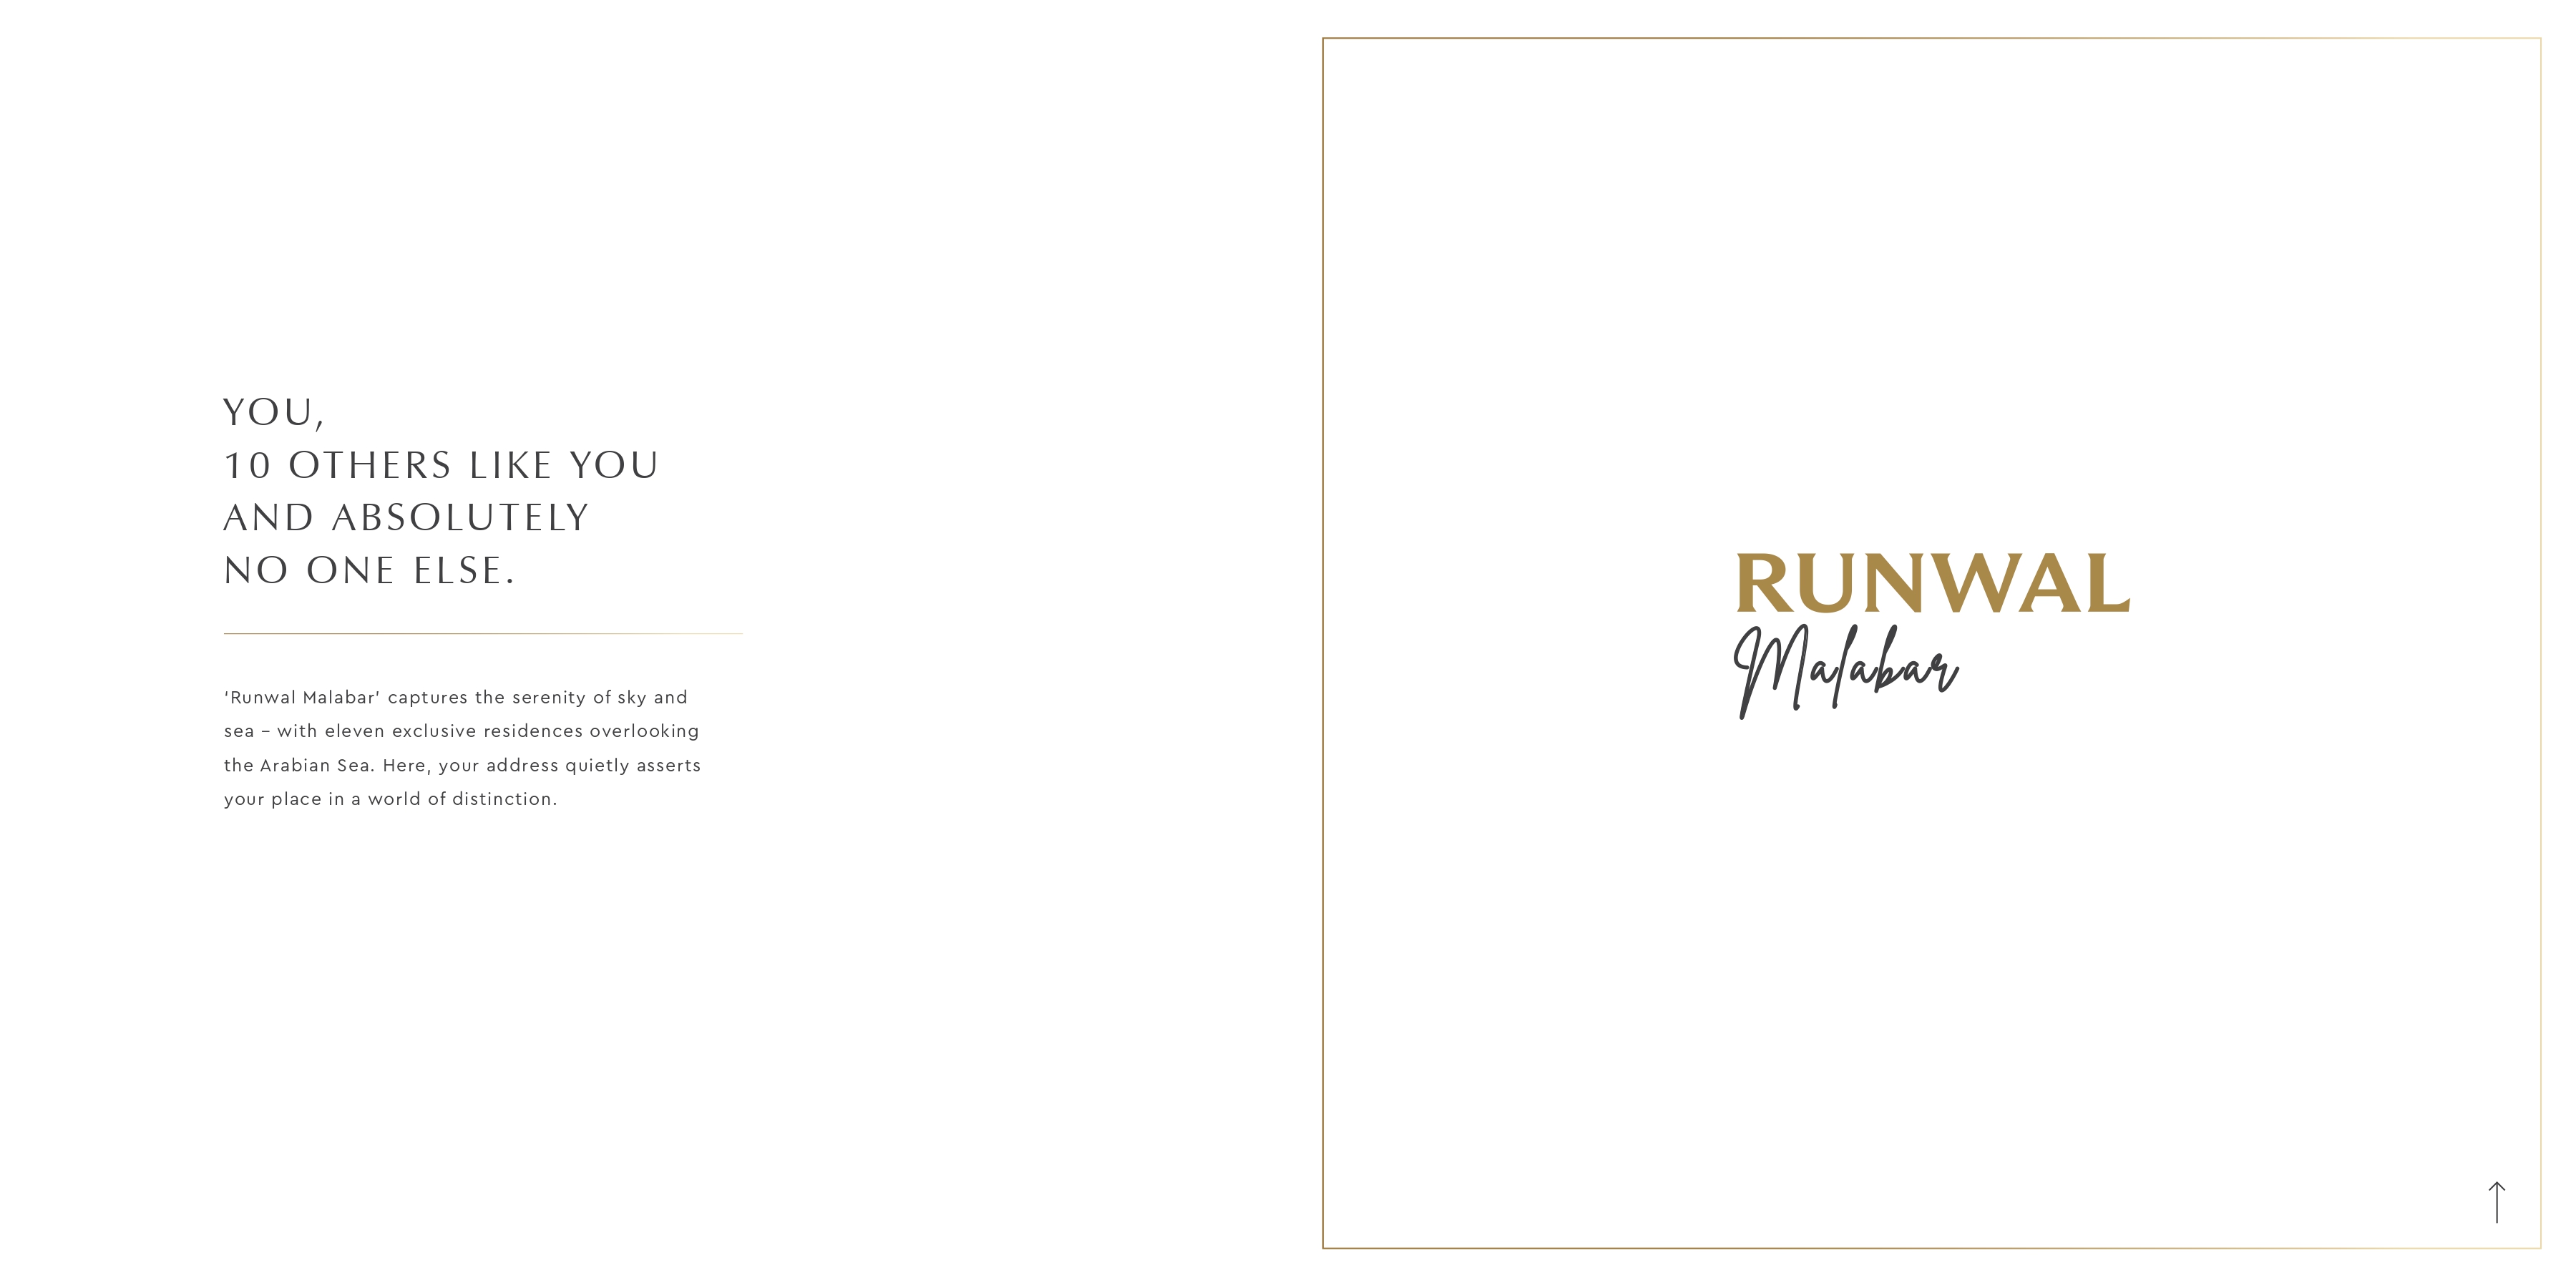 YOU,
10 OTHERS LIKE YOU
AND ABSOLUTELY
NO ONE ELSE.
‘Runwal Malabar’ captures the serenity of sky and
sea – with eleven exclusive residences overlooking
the Arabian Sea. Here, your address quietly asserts
your place in a world of distinction.
RUNWAL
Malabar